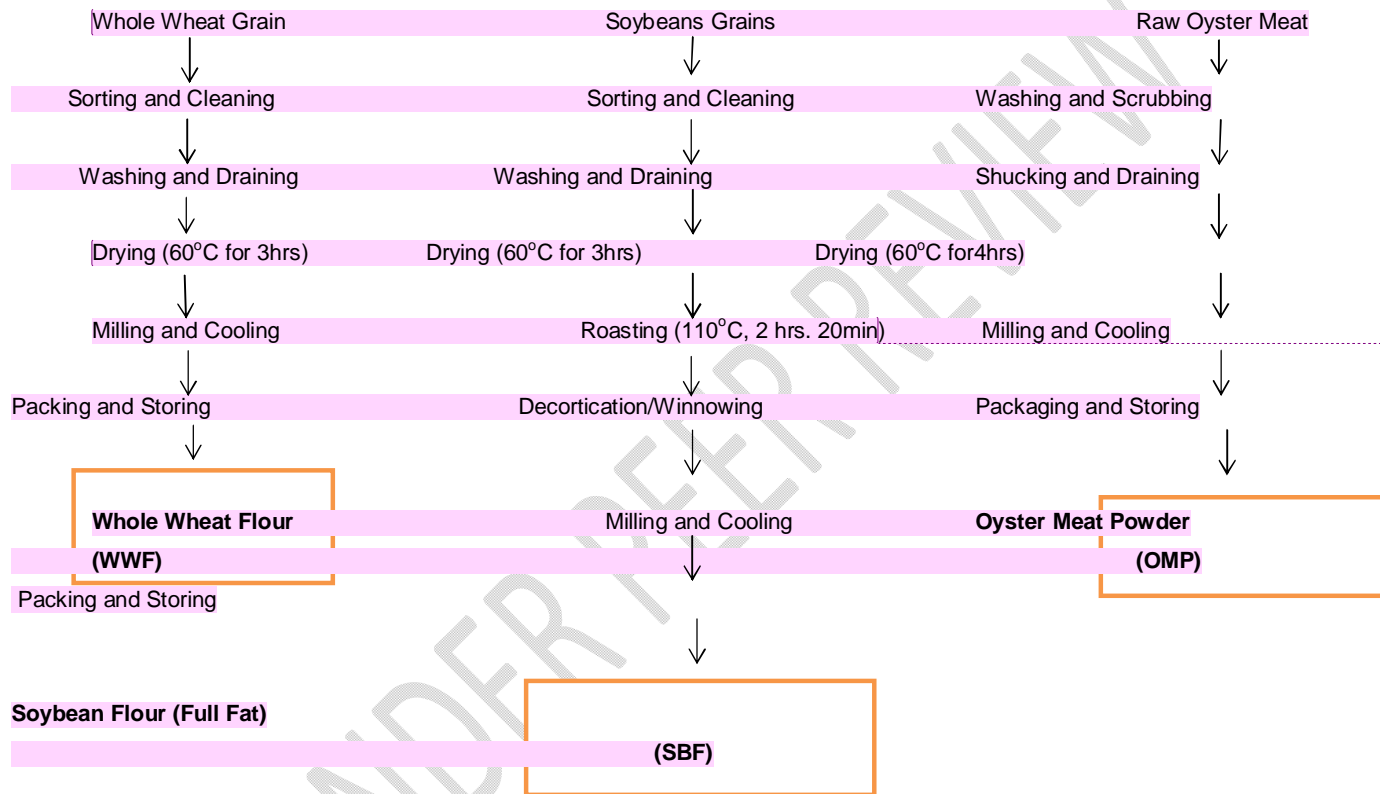 Whole Wheat Grain Soybeans Grains Raw Oyster Meat
Sorting and Cleaning Sorting and Cleaning Washing and Scrubbing
Washing and Draining Washing and Draining Shucking and Draining
Drying (60°C for 3hrs) Drying (60°C for 3hrs) Drying (60°C for4hrs)
Milling and Cooling Roasting (110°C, 2 hrs. 20min) Milling and Cooling
Packing and Storing Decortication/Winnowing Packaging and Storing
Whole Wheat Flour Milling and Cooling Oyster Meat Powder
(WWF) (OMP)
Packing and Storing
Soybean Flour (Full Fat)
(SBF)
NDER PEER REVIEW